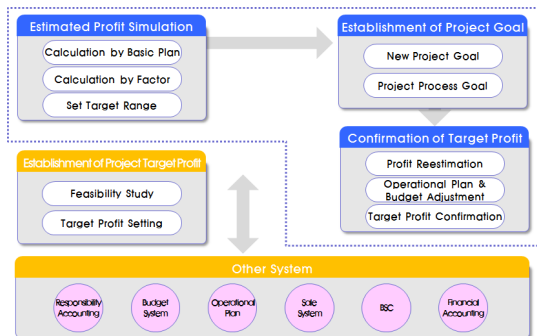 Estimated Profit Simulation
Calculation by Basic Plan
Calculation by Factor
Set Target Range
Establishment of Project Goal
New Project Goal
Project Process Goal
Confirmation of Target Profit
Profit Reestimation
Operational Plan &
Budget Adjustment
Target Profit Confirmation
Establishment of Project Target Profit
Feasibility Study
Target Profit Setting
Other System
Responsibility
Accounting
Budget
System
Operational
Plan
Sale
System
BSC
Financial
Accounting